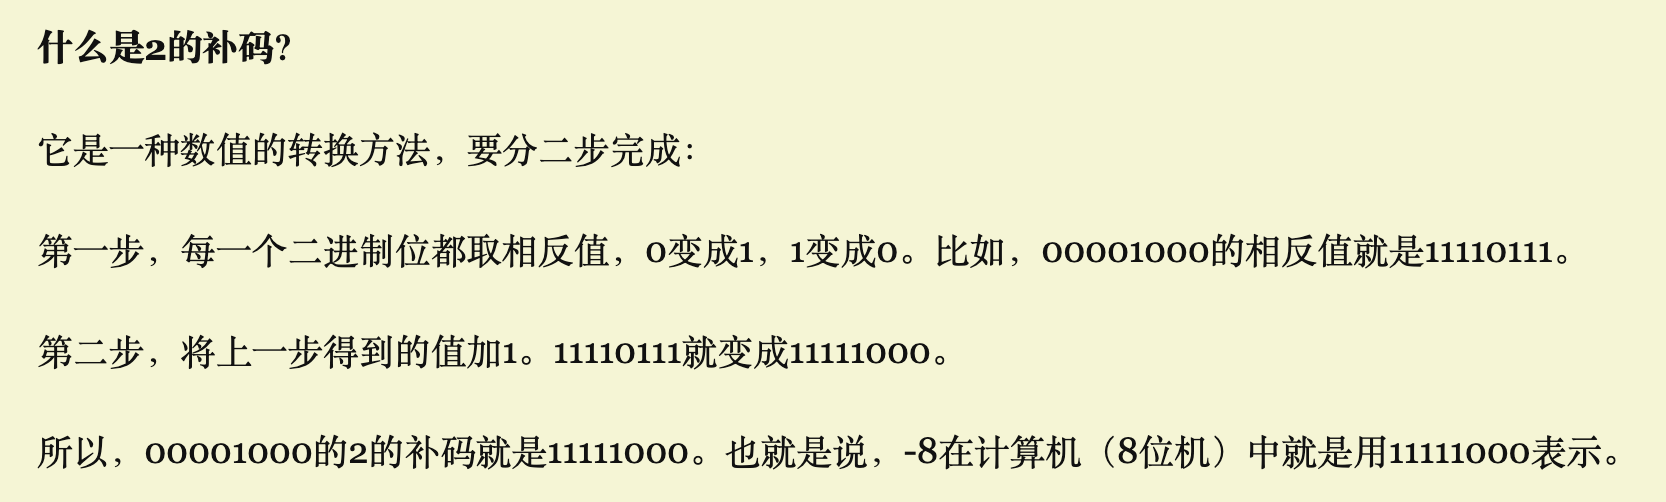 什么是2的补码？
它是一种数值的转换方法，要分二步完成：
第一步，每一个二进制位都取相反值，0变成1，1变成0。比如，00001000的相反值就是11110111。
第二步，将上一步得到的值加1。11110111就变成11111000。
所以，00001000的2的补码就是11111000。也就是说，-8在计算机（8位机）中就是用11111000表示。